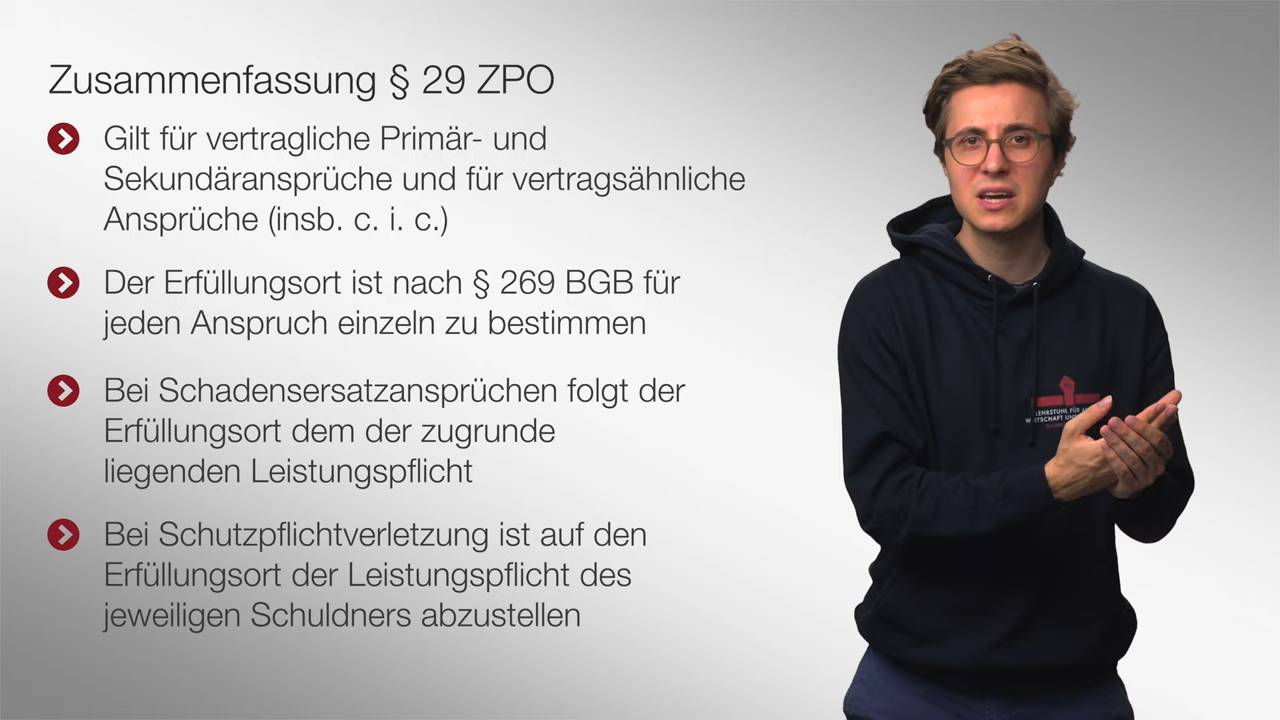 Zusammenfassung § 29 ZPO
Gilt für vertragliche Primär- und
Sekundäransprüche und für vertragsähnliche
Ansprüche (insb. c. i. c.)
Der Erfüllungsort ist nach § 269 BGB für
jeden Anspruch einzeln zu bestimmen
Bei Schadensersatzansprüchen folgt der
Erfüllungsort dem der zugrunde
liegenden Leistungspflicht
Bei Schutzpflichtverletzung ist auf den
Erfüllungsort der Leistungspflicht des
jeweiligen Schuldners abzustellen
LEHRSTUHL FÜR